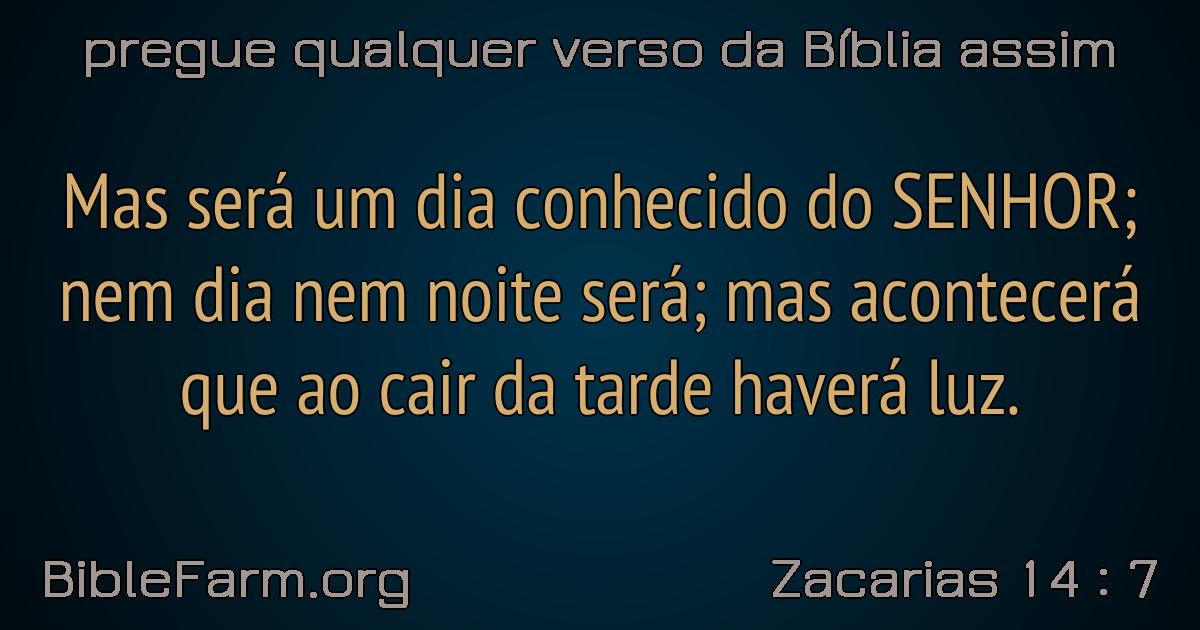 pregue qualquer verso da Bíblia assim
Mas será um dia conhecido do SENHOR;
nem dia nem noite será; mas acontecerá
que ao cair da tarde haverá luz.
BibleFarm.org
Zacarias 14 : 7